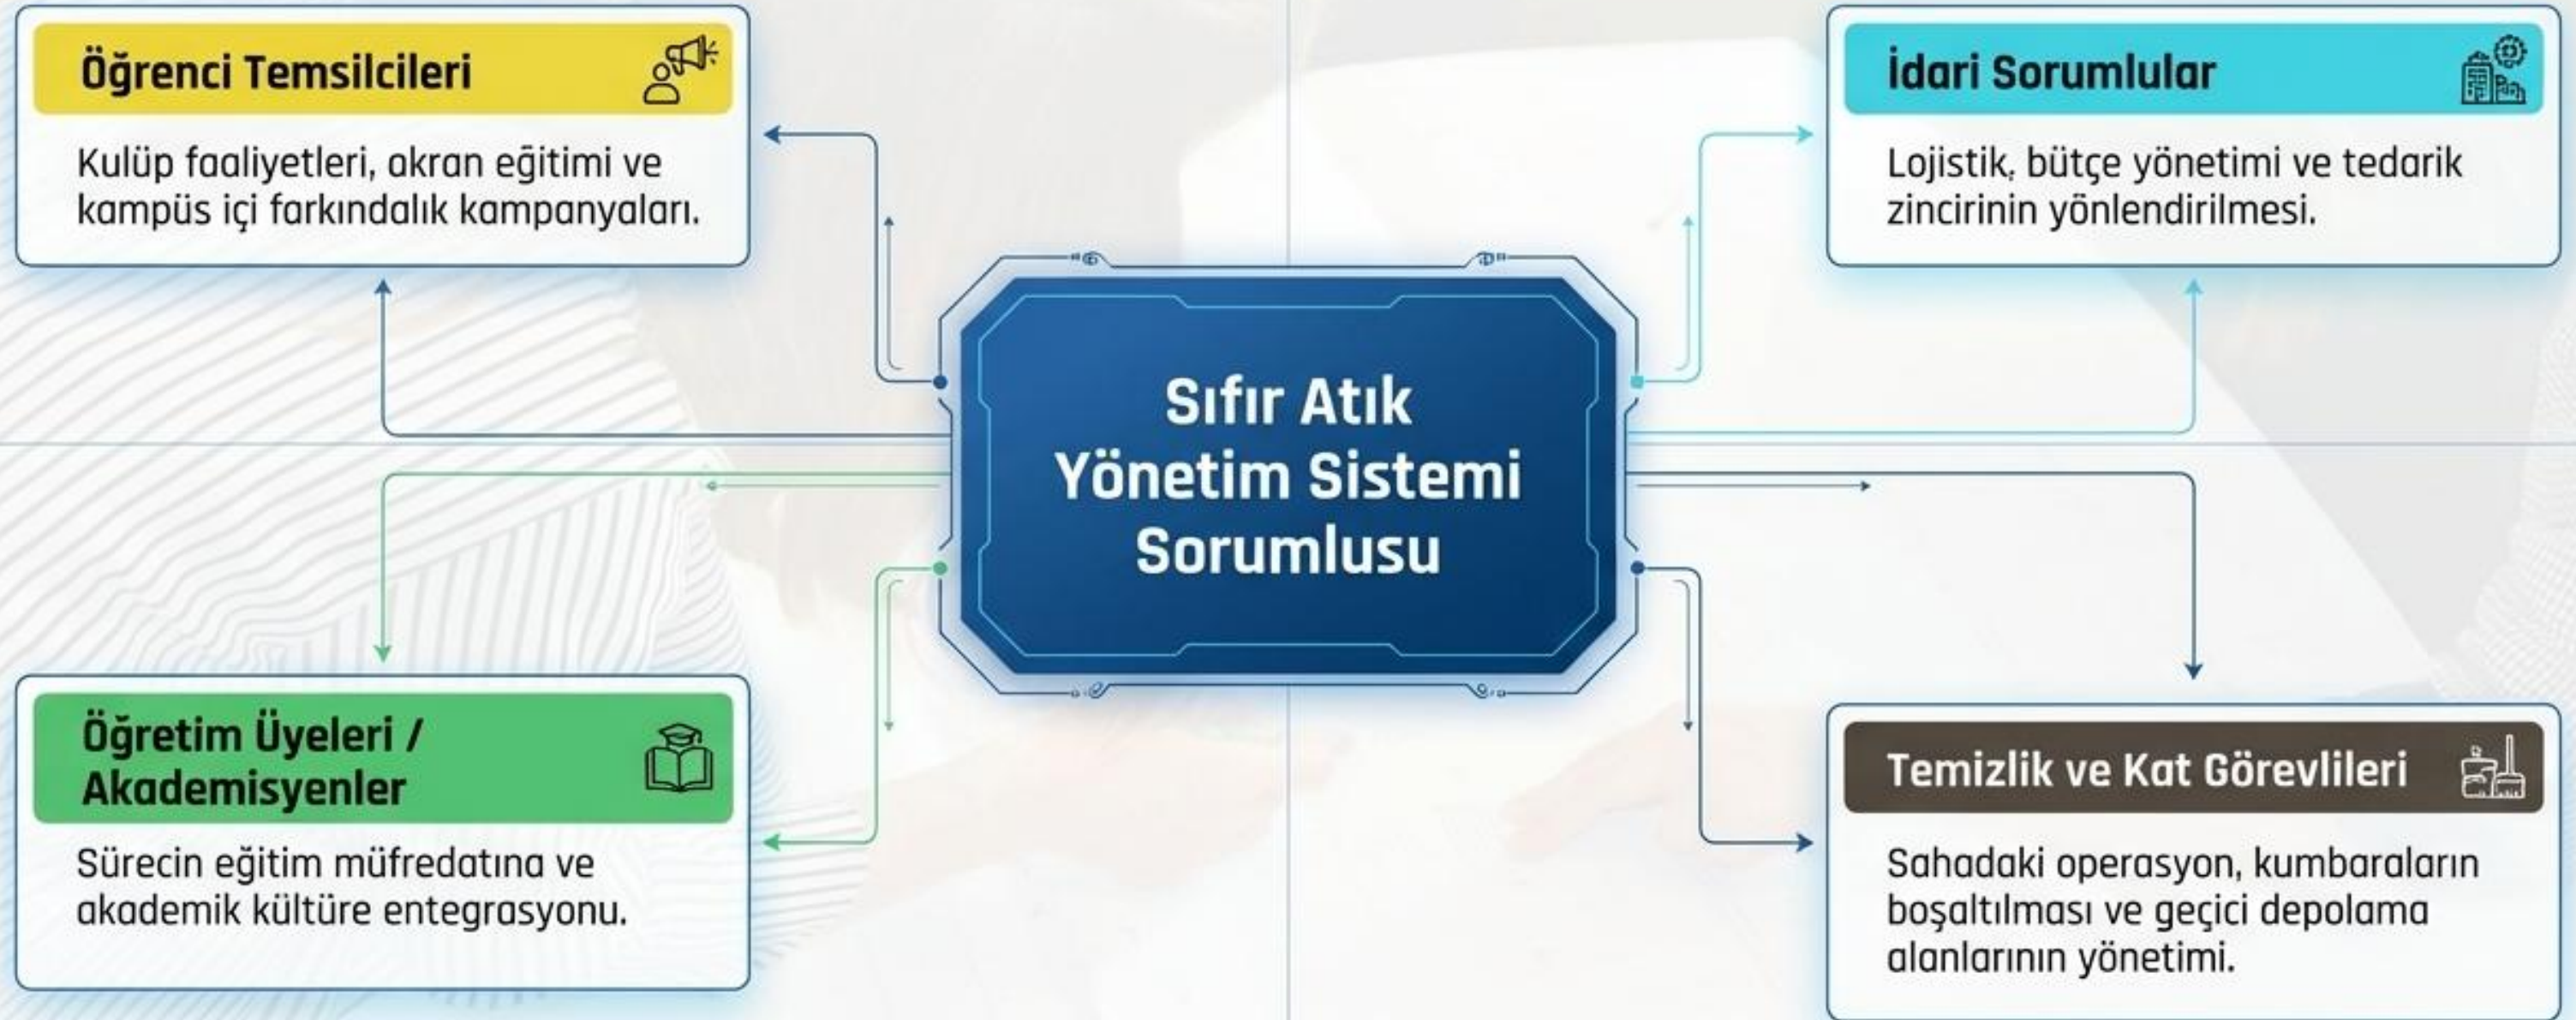 Öğrenci Temsilcileri
Kulüp faaliyetleri, akran eğitimi ve
kampüs içi farkındalık kampanyaları.
İdari Sorumlular
Lojistik, bütçe yönetimi ve tedarik
zincirinin yönlendirilmesi.
Sıfır Atık
Yönetim Sistemi
Sorumlusu
Öğretim Üyeleri /
Akademisyenler
Sürecin eğitim müfredatına ve
akademik kültüre entegrasyonu.
Temizlik ve Kat Görevlileri
Sahadaki operasyon, kumbaraların
boşaltılması ve geçici depolama
alanlarının yönetimi.